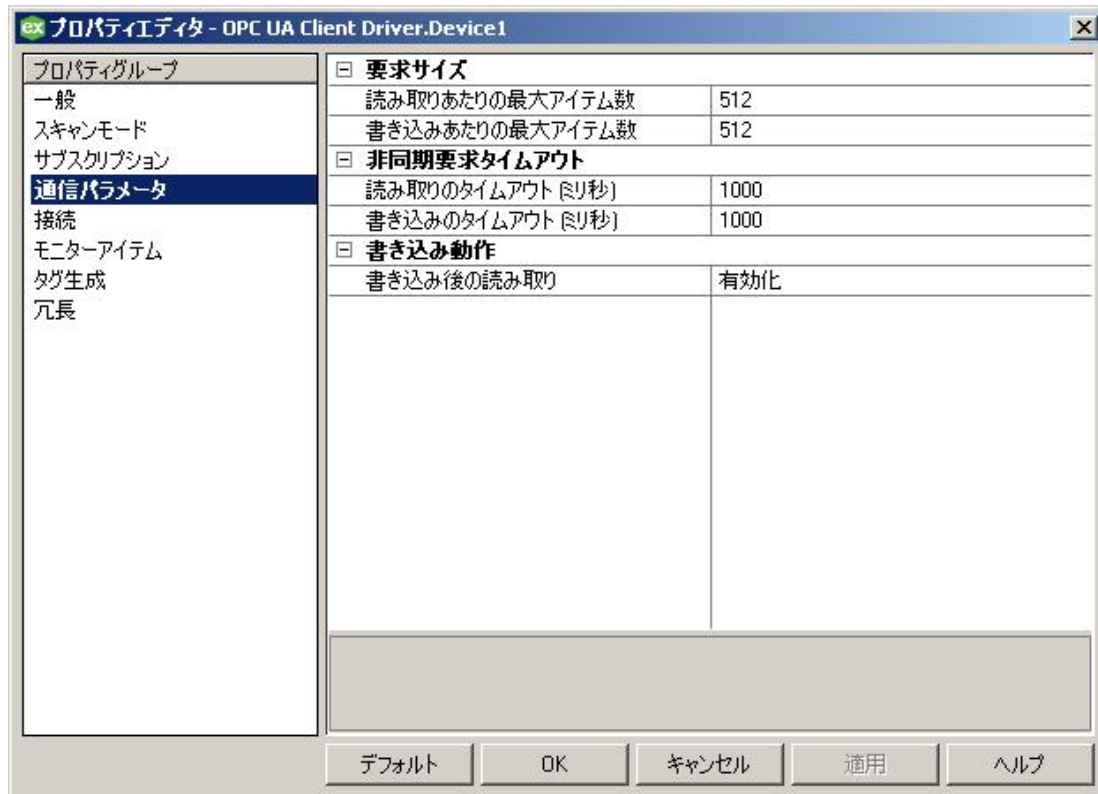 ex プロパティエディタ - OPC UA Client Driver.Device1
プロパティグループ
一般
スキャンモード
サブスクリプション
通信パラメータ
接続
モニターアイテム
タグ生成
冗長
要求サイズ
読み取りあたりの最大アイテム数 512
書き込みあたりの最大アイテム数 512
非同期要求タイムアウト
読み取りのタイムアウト (ミリ秒) 1000
書き込みのタイムアウト (ミリ秒) 1000
書き込み動作
書き込み後の読み取り 有効化
デフォルト OK キャンセル 適用 ヘルプ